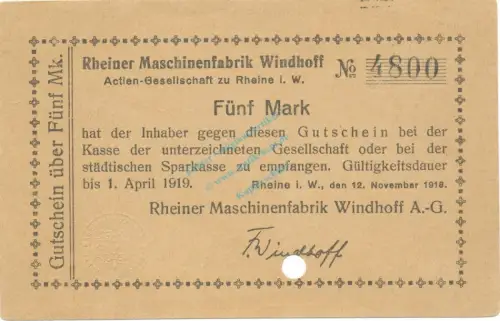 Gutschein über Fünf Mk.
Rheiner Maschinenfabrik Windhoff
Actien-Gesellschaft zu Rheine i. W.
№ 4800
Fünf Mark
hat der Inhaber gegen diesen Gutschein bei der
Kasse der unterzeichneten Gesellschaft oder bei der
städtischen Sparkasse zu empfangen. Gültigkeitsdauer
bis 1. April 1919. Rheine i. W., den 12. November 1918.
Rheiner Maschinenfabrik Windhoff A.-G.
F. Windhoff